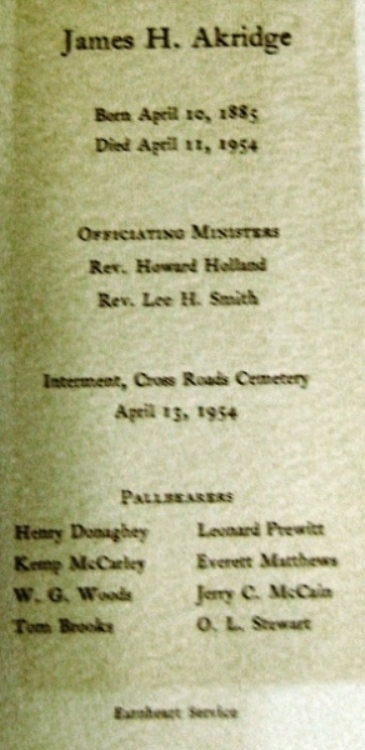 James H. Akridge
Born April 10, 1885
Died April 11, 1954
OFFICIATING MINISTERS
Rev. Howard Holland
Rev. Lee H. Smith
Interment, Cross Roads Cemetery
April 13, 1954
PALLBEARERS
Henry Donaghey Leonard Prewitt
Kemp McCarley Everett Matthews
W. G. Woods Jerry C. McCain
Tom Brooks O. L. Stewart
Earnheart Service